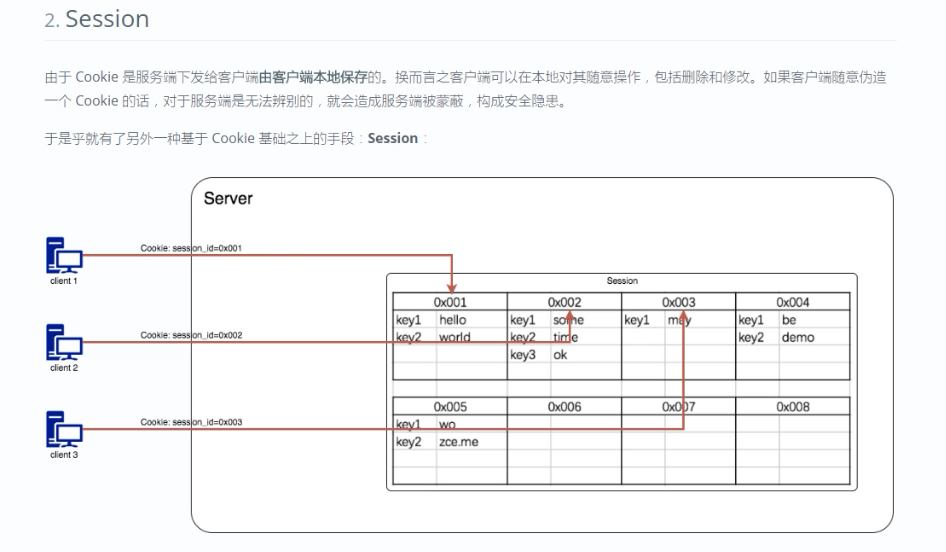 2. Session
由于 Cookie 是服务端下发给客户端由客户端本地保存的。换而言之客户端可以在本地对其随意操作，包括删除和修改。如果客户端随意伪造
一个 Cookie 的话，对于服务端是无法辨别的，就会造成服务端被蒙蔽，构成安全隐患。
于是乎就有了另外一种基于 Cookie 基础之上的手段：Session：
Server
Cookie: session_id=0x001
client 1
Session
0x001 0x002 0x003 0x004
key1 hello key1 some key1 may key1 be
key2 world key2 time key2 demo
key3 ok
Cookie: session_id=0x002
client 2
0x005 0x006 0x007 0x008
key1 wo
key2 zce.me
Cookie: session_id=0x003
client 3